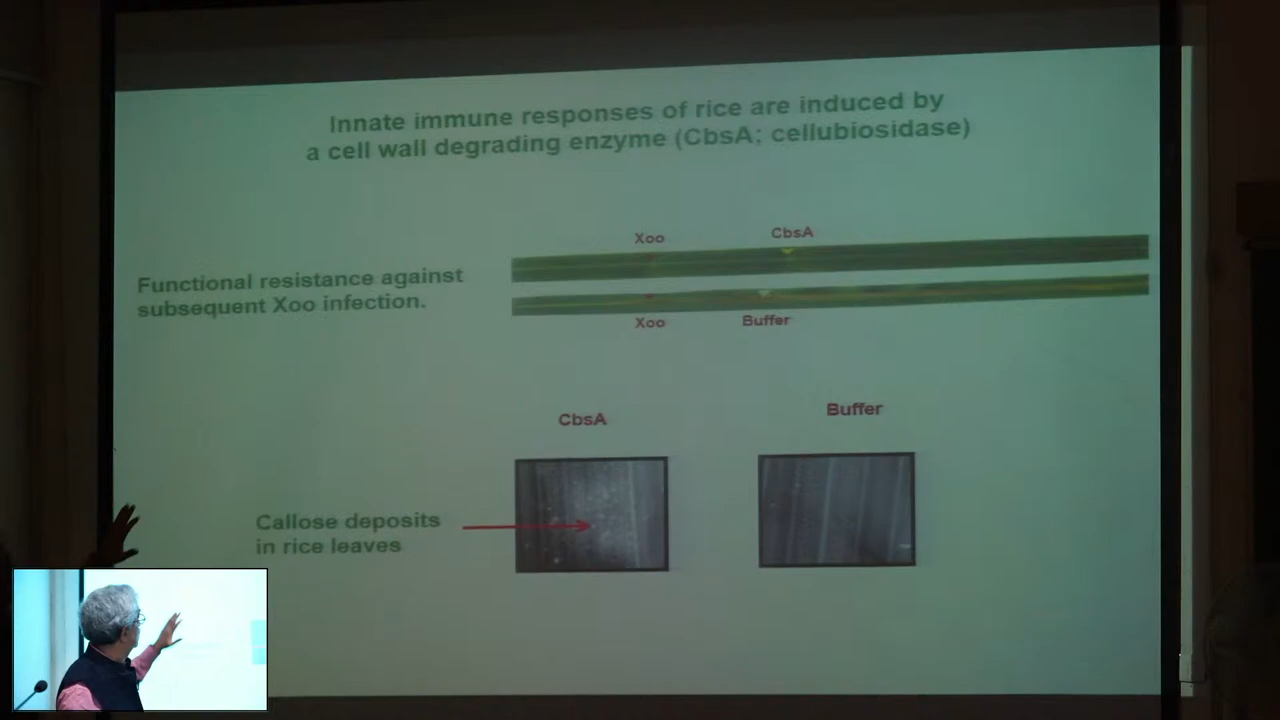 Innate immune responses of rice are induced by
a cell wall degrading enzyme (CbsA; cellubiosidase)
Xoo CbsA
Functional resistance against
subsequent Xoo infection.
Xoo Buffer
CbsA Buffer
Callose deposits
in rice leaves